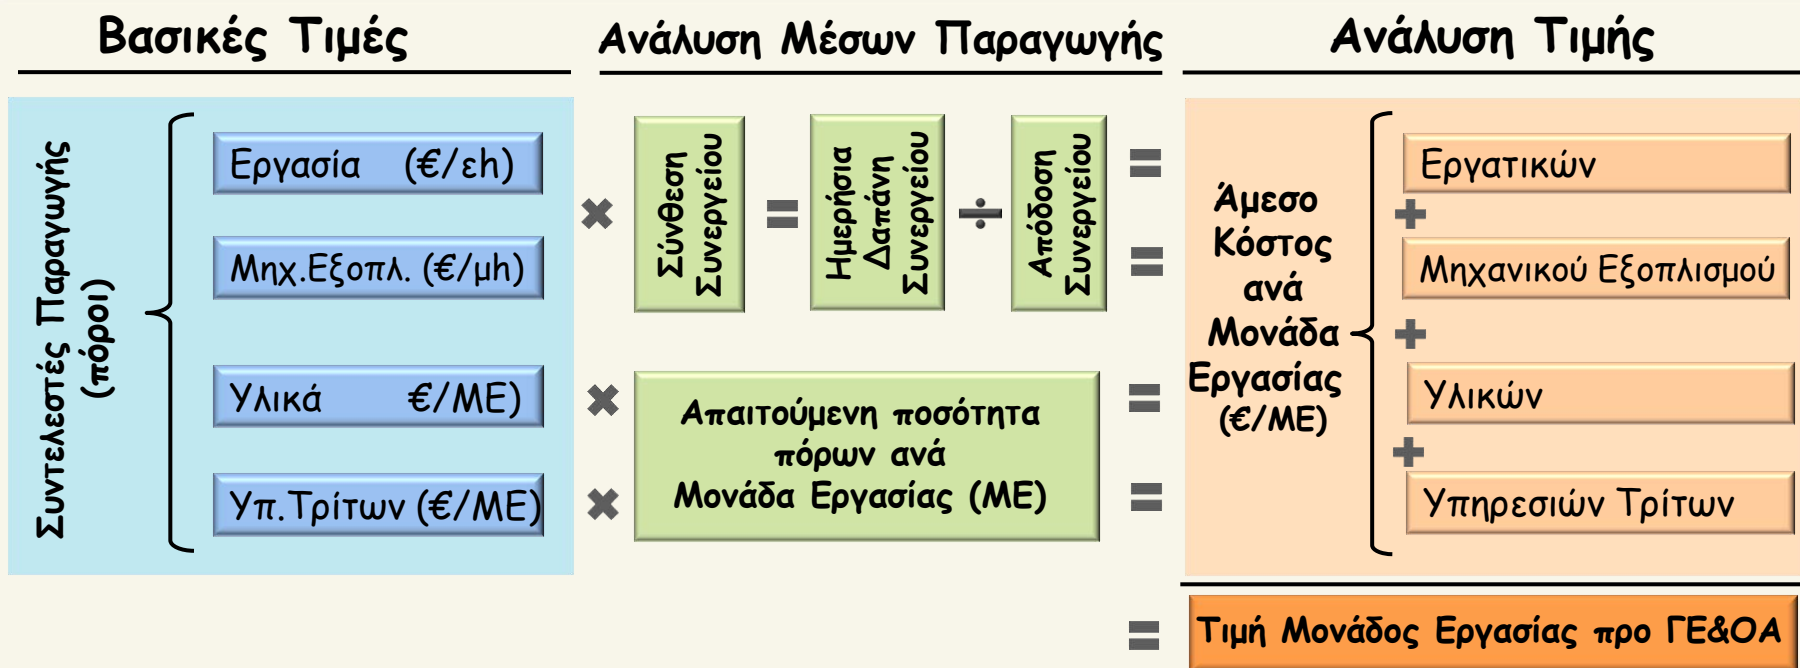 Βασικές Τιμές
Ανάλυση Μέσων Παραγωγής
Ανάλυση Τιμής
Συντελεστές Παραγωγής
(πόροι)
Εργασία (€/εh)
Μηχ.Εξοπλ. (€/μh)
Υλικά €/ΜΕ)
Υπ.Τρίτων (€/ΜΕ)
×
Σύνθεση
Συνεργείου
=
Ημερήσια
Δαπάνη
Συνεργείου
÷
Απόδοση
Συνεργείου
=
=
×
×
Απαιτούμενη ποσότητα
πόρων ανά
Μονάδα Εργασίας (ΜΕ)
=
=
Άμεσο
Κόστος
ανά
Μονάδα
Εργασίας
(€/ΜΕ)
Εργατικών
+
Μηχανικού Εξοπλισμού
+
Υλικών
+
Υπηρεσιών Τρίτων
=
Τιμή Μονάδος Εργασίας προ ΓΕ&ΟΑ